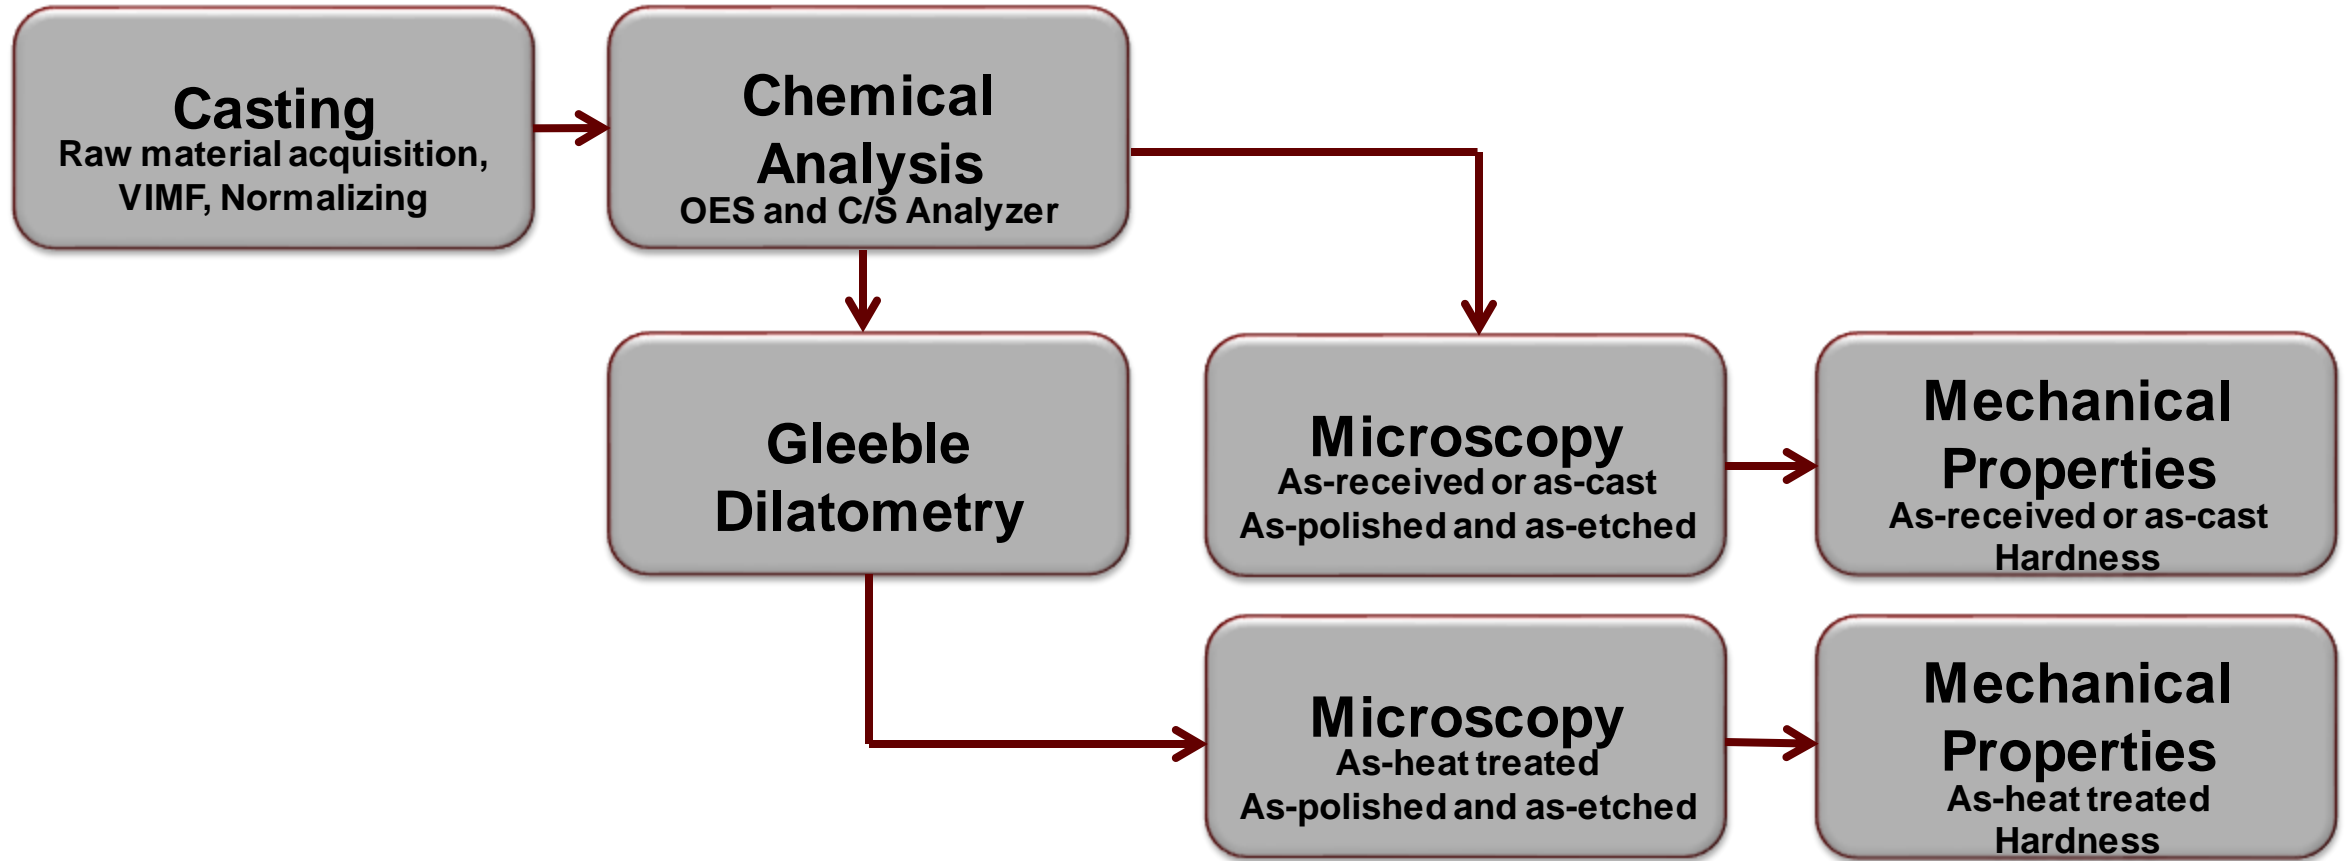 Casting
Raw material acquisition,
VIMF, Normalizing
Chemical
Analysis
OES and C/S Analyzer
Gleeble
Dilatometry
Microscopy
As-received or as-cast
As-polished and as-etched
Mechanical
Properties
As-received or as-cast
Hardness
Microscopy
As-heat treated
As-polished and as-etched
Mechanical
Properties
As-heat treated
Hardness